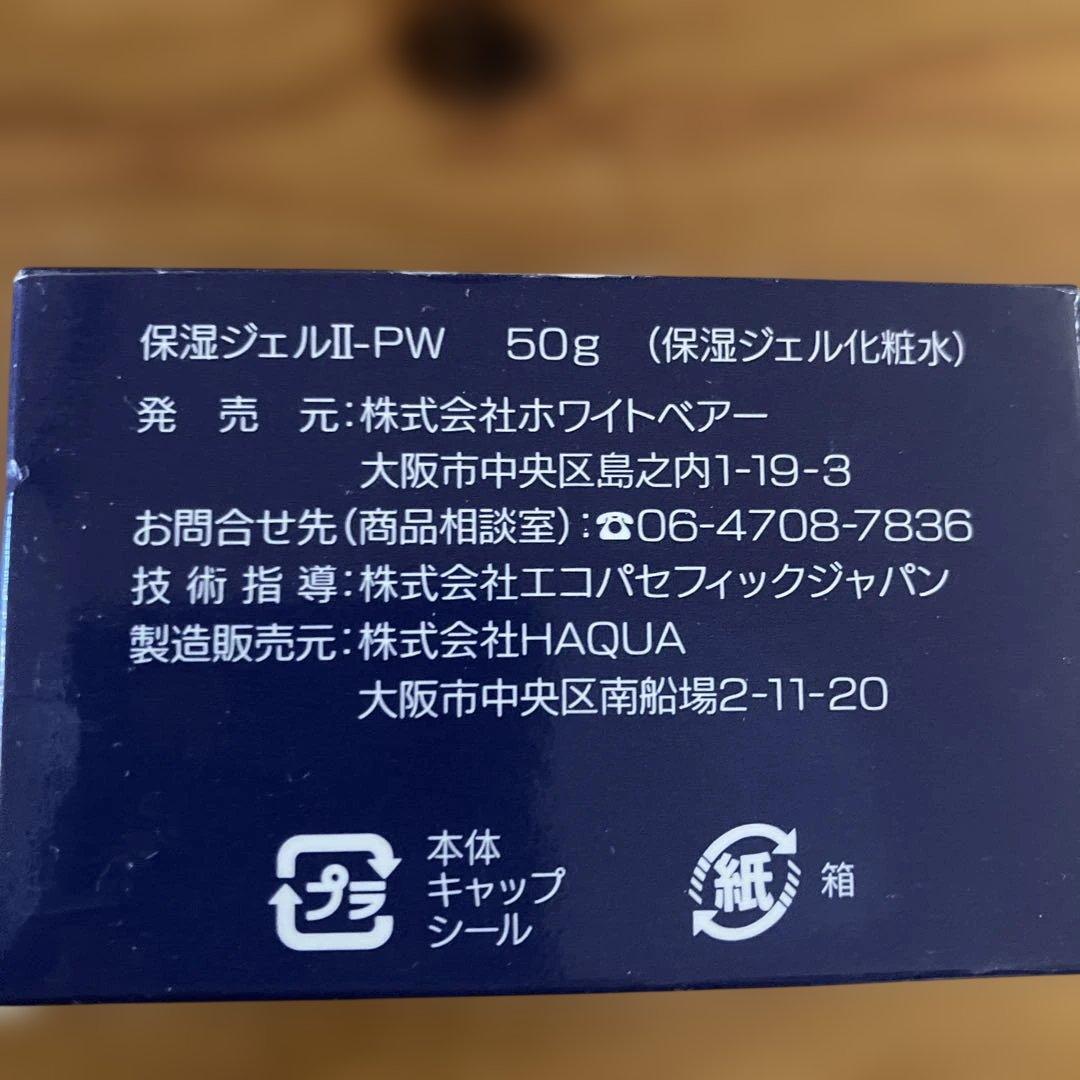 保湿ジェルⅡ-PW 50g (保湿ジェル化粧水)
発売元:株式会社ホワイトベアー
大阪市中央区島之内1-19-3
お問合せ先(商品相談室):☎06-4708-7836
技術指導:株式会社エコパセフィックジャパン
製造販売元:株式会社HAQUA
大阪市中央区南船場2-11-20
プラ 本体
キャップ
シール
紙 箱